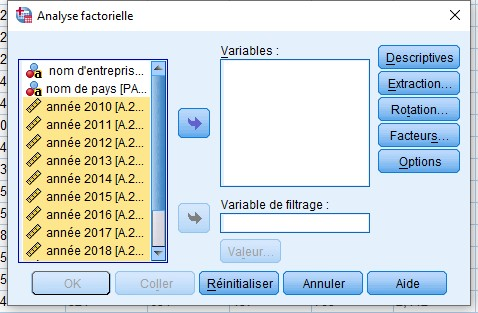 Analyse factorielle
nom d'entrepris...
nom de pays [PA...
année 2010 [A.2...
année 2011 [A.2...
année 2012 [A.2...
année 2013 [A.2...
année 2014 [A.2...
année 2015 [A.2...
année 2016 [A.2...
année 2017 [A.2...
année 2018 [A.2...
Variables :
Variable de filtrage :
Valeur...
Descriptives
Extraction...
Rotation...
Facteurs...
Options
OK
Coller
Réinitialiser
Annuler
Aide